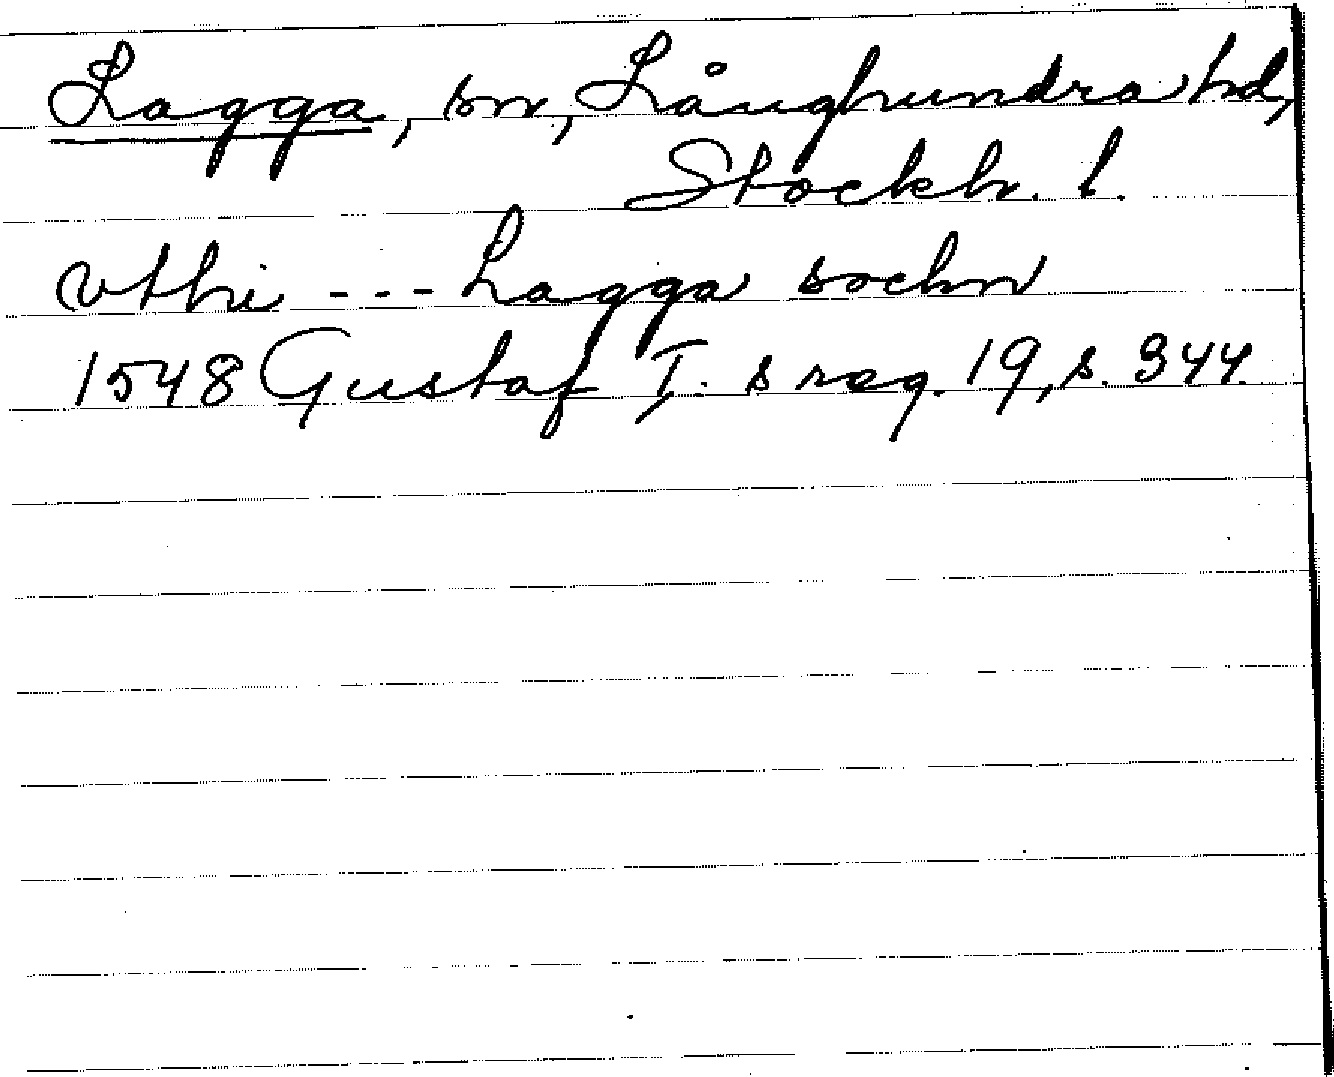 Lagga, sn, Långhundra hd,
Stockh. l.
vthi --- Lagga sochn
1548 Gustaf I. s reg. 19, s. 344.